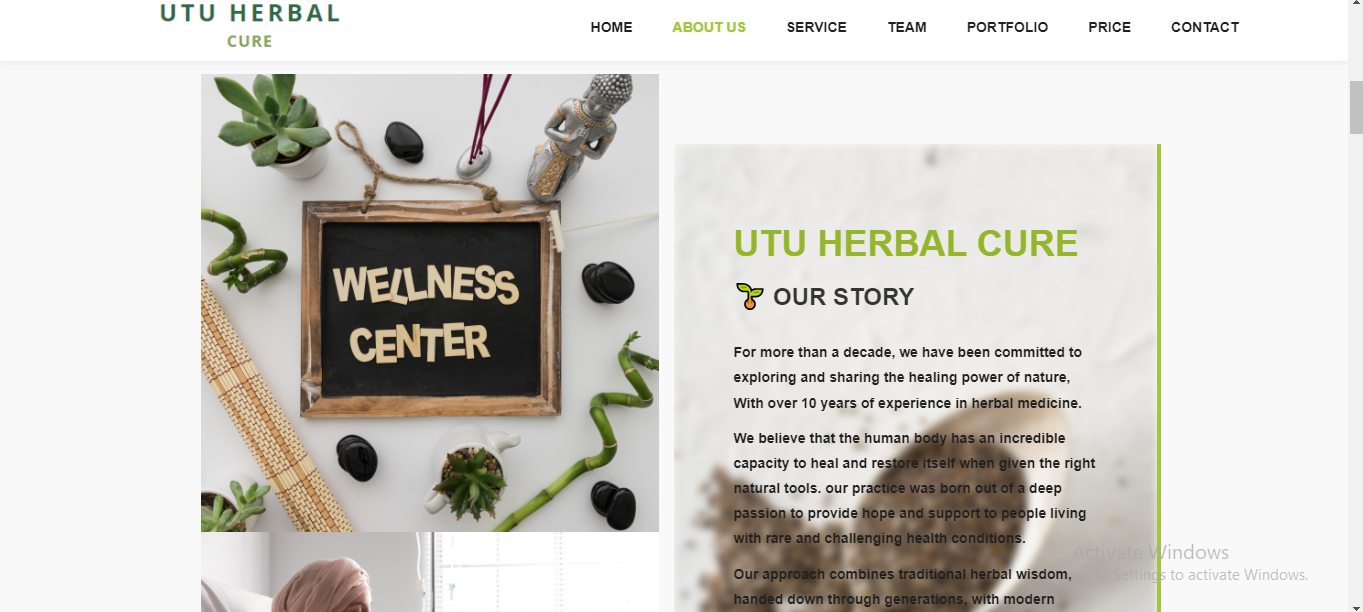 UTU HERBAL
CURE
HOME ABOUT US SERVICE TEAM PORTFOLIO PRICE CONTACT
WELLNESS
CENTER
UTU HERBAL CURE
OUR STORY
For more than a decade, we have been committed to
exploring and sharing the healing power of nature,
With over 10 years of experience in herbal medicine.
We believe that the human body has an incredible
capacity to heal and restore itself when given the right
natural tools. our practice was born out of a deep
passion to provide hope and support to people living
with rare and challenging health conditions.
Our approach combines traditional herbal wisdom,
handed down through generations, with modern
Activate Windows
Settings to activate Windows.